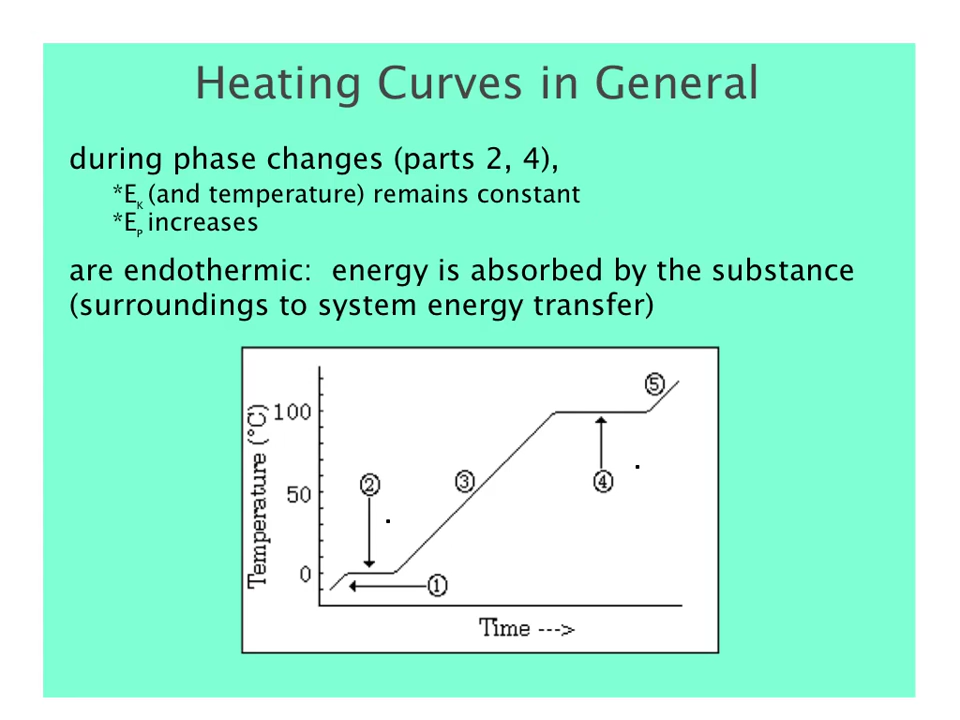 Heating Curves in General
during phase changes (parts 2, 4),
*EK (and temperature) remains constant
*EP increases
are endothermic:  energy is absorbed by the substance
(surroundings to system energy transfer)
Temperature (°C)
100
50
0
①
②
③
④
⑤
Time --->